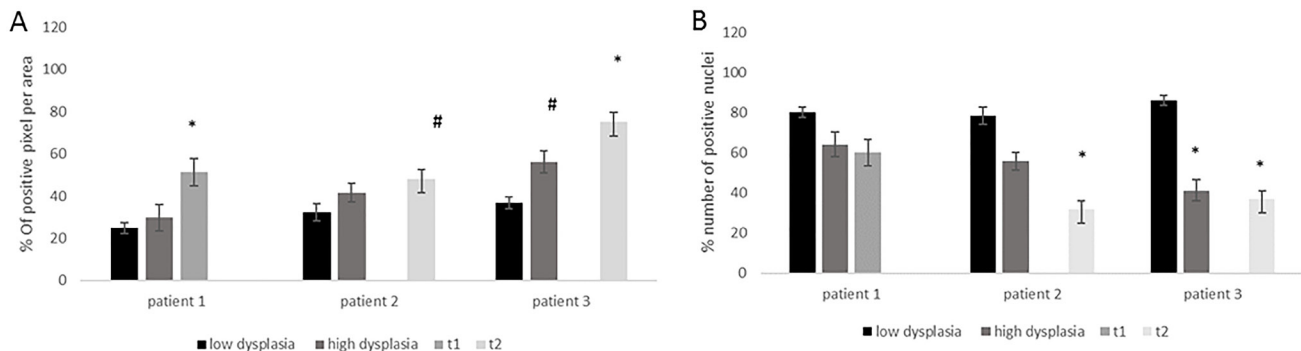 A
% Of positive pixel per area
120
100
80
60
40
20
0
*
#
#
*
patient 1
patient 2
patient 3
low dysplasia
high dysplasia
t1
t2
B
% number of positive nuclei
120
100
80
60
40
20
0
*
*
*
patient 1
patient 2
patient 3
low dysplasia
high dysplasia
t1
t2